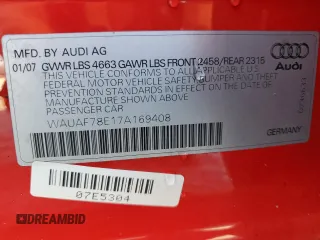 MFD. BY AUDI AG
01/07 GVWR LBS 4663 GAWR LBS FRONT 2458/REAR 2315
THIS VEHICLE CONFORMS TO ALL APPLICABLE
FEDERAL MOTOR VEHICLE SAFETY BUMPER AND
THEFT PREVENTION STANDARDS IN EFFECT ON THE
DATE OF MANUFACTURE SHOWN ABOVE
PASSENGER CAR
Audi
WAUAF78E17A169408
GERMANY
07E5304
© DREAMBID
DREAMBID.com